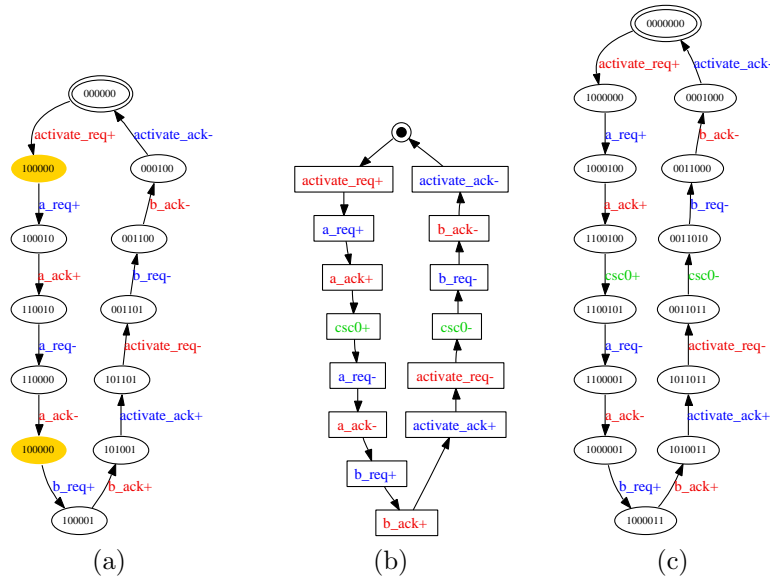 000000
activate_req+
activate_ack-
100000
000100
a_req+
b_ack-
100010
001100
a_ack+
b_req-
110010
001101
a_req-
activate_req-
110000
101101
a_ack-
activate_ack+
100000
101001
b_req+
b_ack+
100001
(a)
activate_req+
activate_ack-
a_req+
b_ack-
a_ack+
b_req-
csc0+
csc0-
a_req-
activate_req-
a_ack-
activate_ack+
b_req+
b_ack+
(b)
0000000
activate_req+
activate_ack-
1000000
0001000
a_req+
b_ack-
1000100
0011000
a_ack+
b_req-
1100100
0011010
csc0+
csc0-
1100101
0011011
a_req-
activate_req-
1100001
1011011
a_ack-
activate_ack+
1000001
1010011
b_req+
b_ack+
1000011
(c)